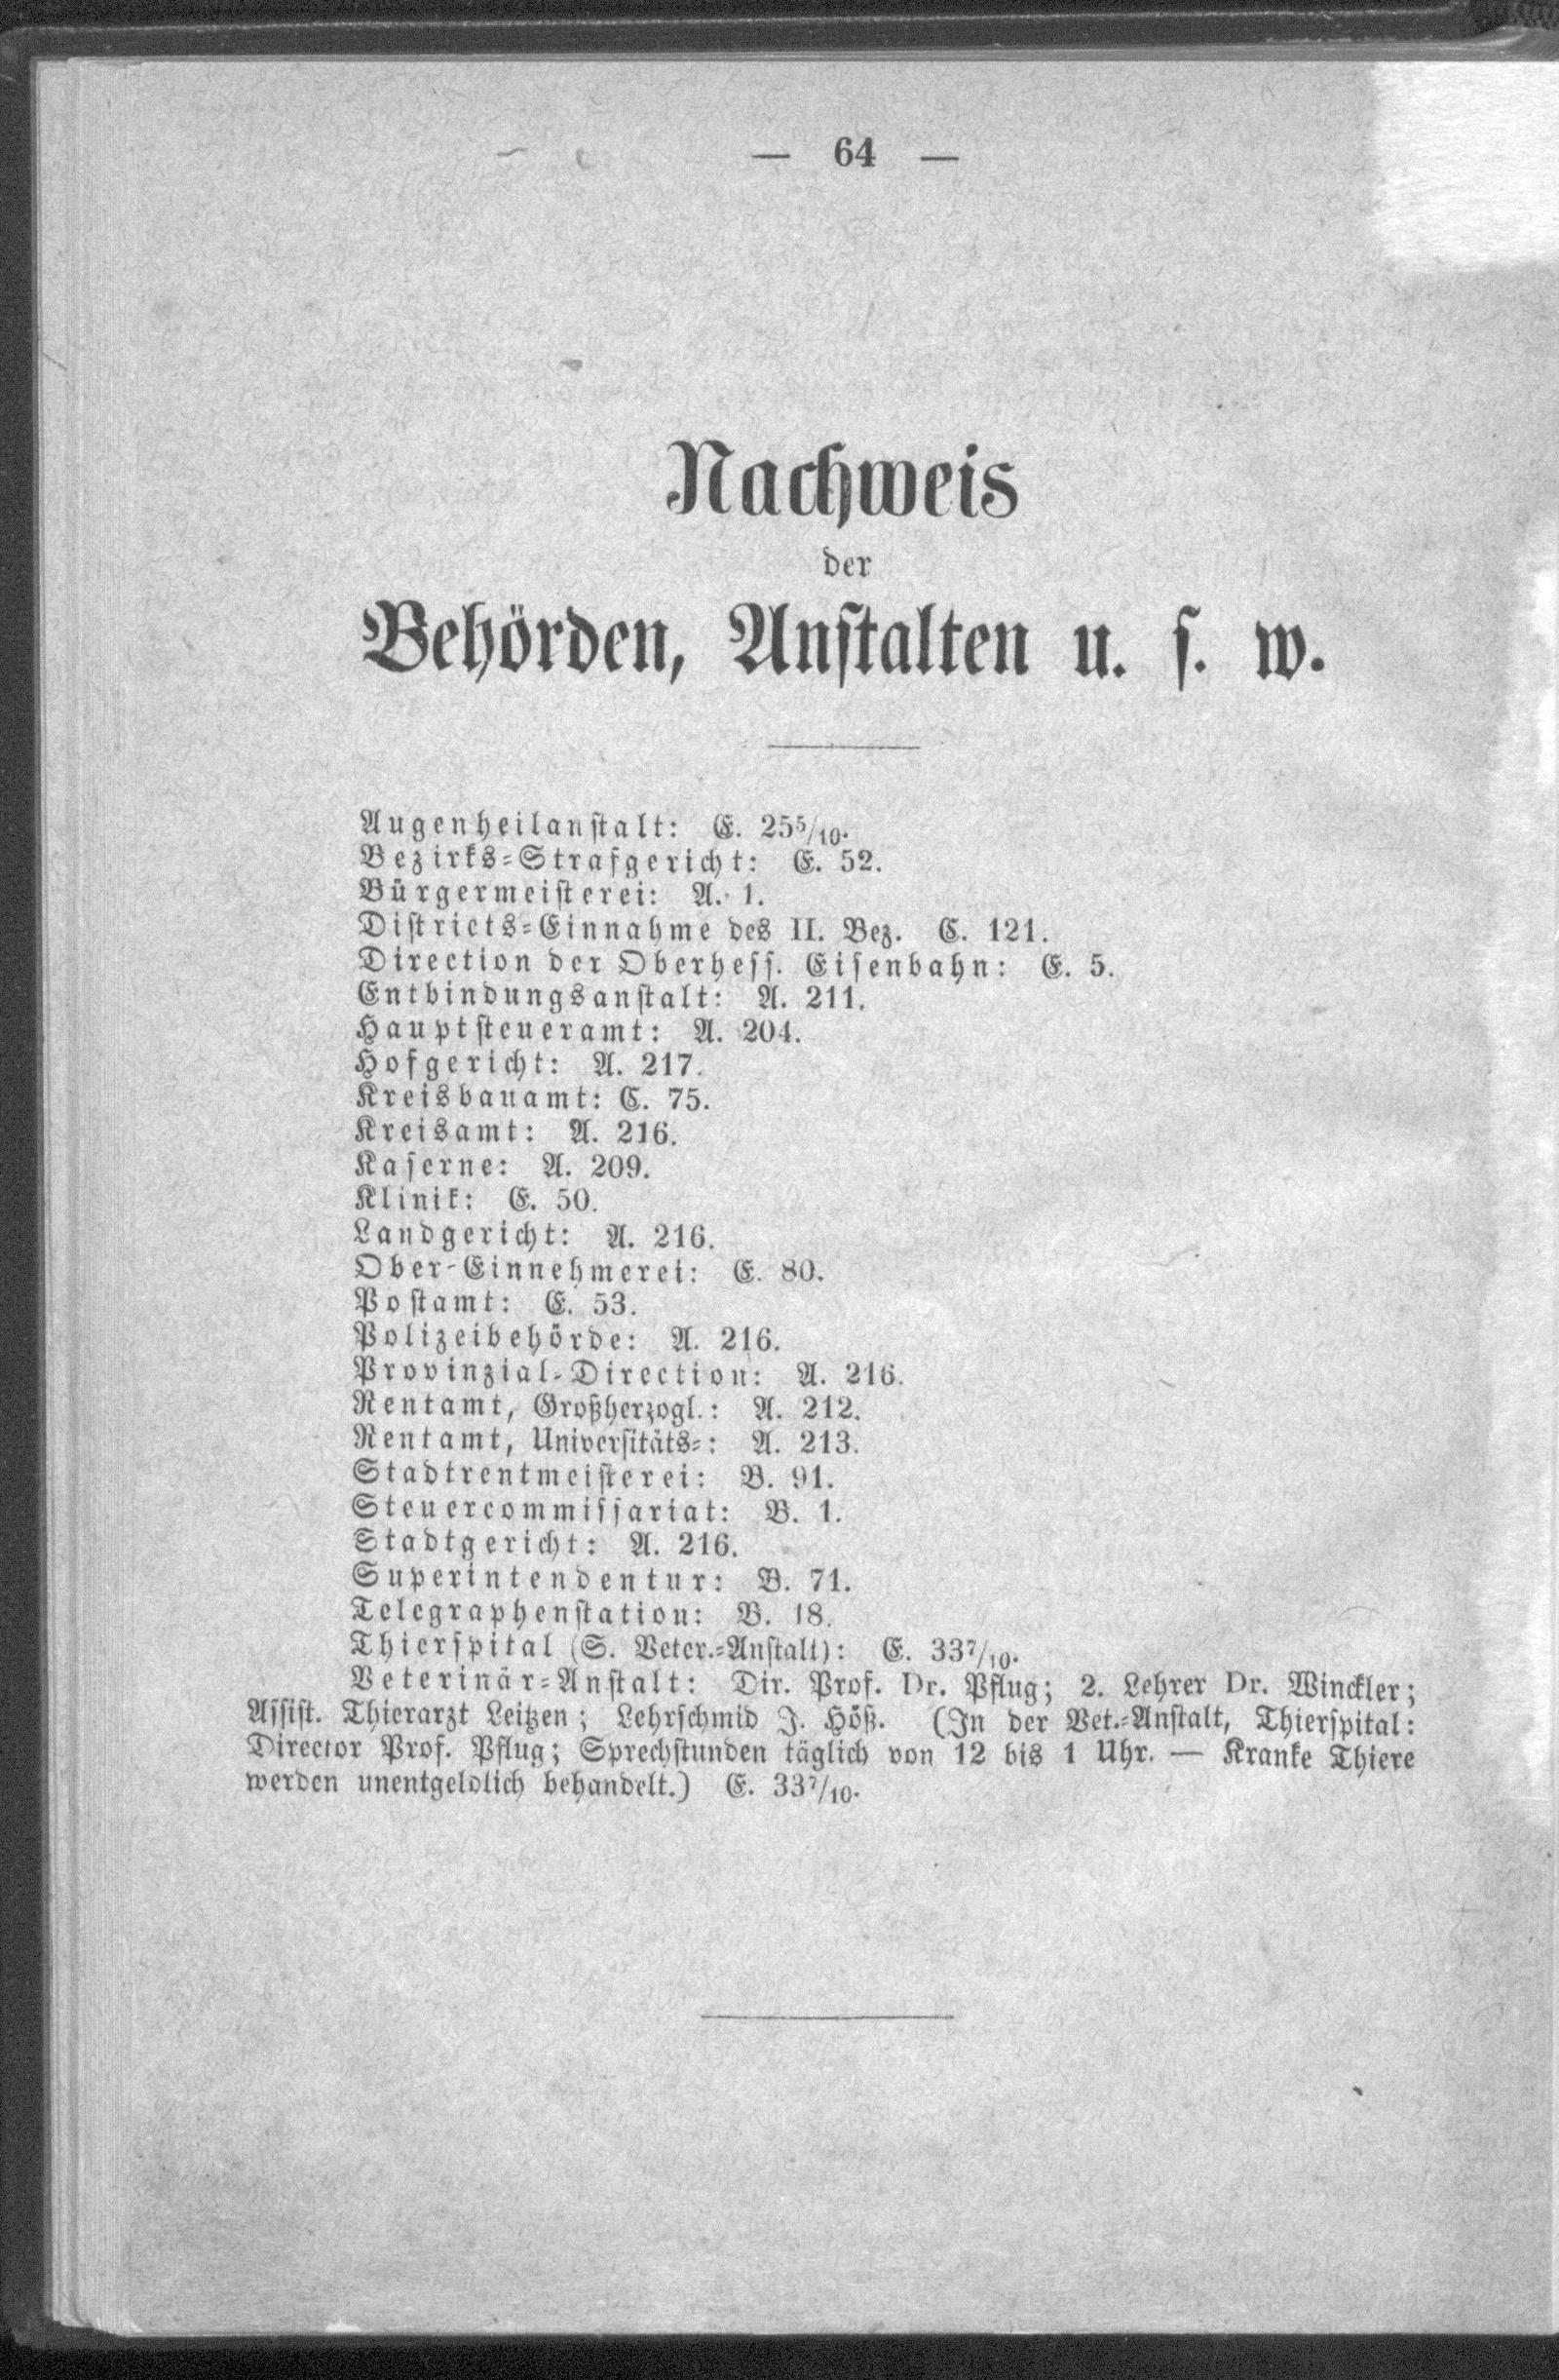 — 64 —
Nachweis
der
Behörden, Anstalten u. s. w.
Augenheilanstalt: E. 25⁵/₁₀.
Bezirks-Strafgericht: E. 52.
Bürgermeisterei: A. 1.
Districts-Einnahme des II. Bez. C. 121.
Direction der Oberhess. Eisenbahn: E. 5.
Entbindungsanstalt: A. 211.
Hauptsteueramt: A. 204.
Hofgericht: A. 217.
Kreisbauamt: C. 75.
Kreisamt: A. 216.
Kaserne: A. 209.
Klinik: E. 50.
Landgericht: A. 216.
Ober-Einnehmerei: E. 80.
Postamt: E. 53.
Polizeibehörde: A. 216.
Provinzial-Direction: A. 216.
Rentamt, Großherzogl.: A. 212.
Rentamt, Universitäts-: A. 213.
Stadtrentmeisterei: B. 91.
Steuercommissariat: B. 1.
Stadtgericht: A. 216.
Superintendentur: B. 71.
Telegraphenstation: B. 18.
Thierspital (S. Veter.-Anstalt): E. 33⁷/₁₀.
Veterinär-Anstalt: Dir. Prof. Dr. Pflug; 2. Lehrer Dr. Winckler;
Assist. Thierarzt Leitzen; Lehrschmid J. Höß. (In der Vet.-Anstalt, Thierspital:
Director Prof. Pflug; Sprechstunden täglich von 12 bis 1 Uhr. — Kranke Thiere
werden unentgeldlich behandelt.) E. 33⁷/₁₀.